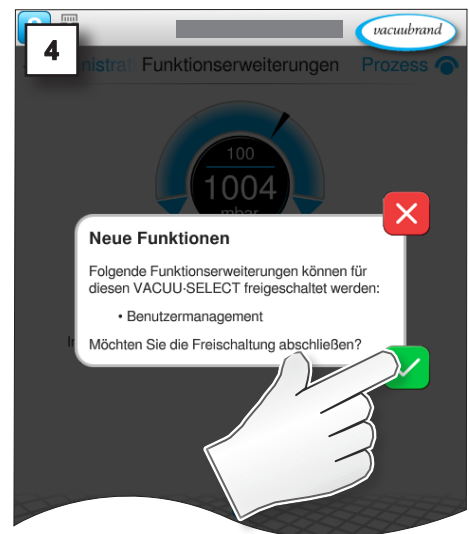 4
vacuubrand
Funktionserweiterungen Prozess
100
1004
mbar
Neue Funktionen
Folgende Funktionserweiterungen können für
diesen VACUU·SELECT freigeschaltet werden:
• Benutzermanagement
Möchten Sie die Freischaltung abschließen?